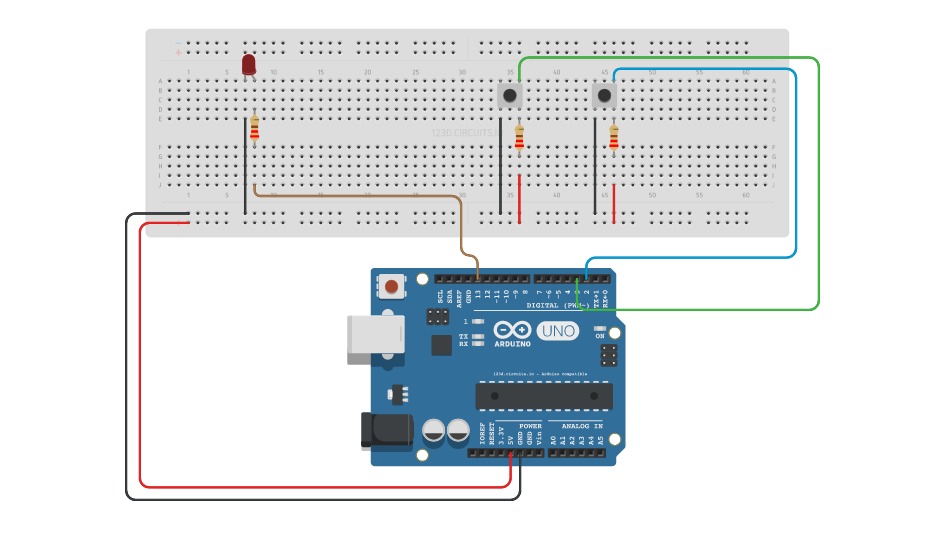 - -
+ +
1 5 10 15 20 25 30 35 40 45 50 55 60
A A
B B
C C
D D
E E
123D.CIRCUITS.IO
F F
G G
H H
I I
J J
1 5 10 15 20 25 30 35 40 45 50 55 60
SCL
SDA
AREF
GND
13
12
~11
~10
~9
8
7
~6
~5
4
2
TX→1
RX←0
DIGITAL (PWM~)
1
TX
RX
ARDUINO
UNO
ON
123d.circuits.io - Arduino compatible
POWER
ANALOG IN
IOREF
RESET
3.3V
5V
GND
GND
Vin
A0
A1
A2
A3
A4
A5